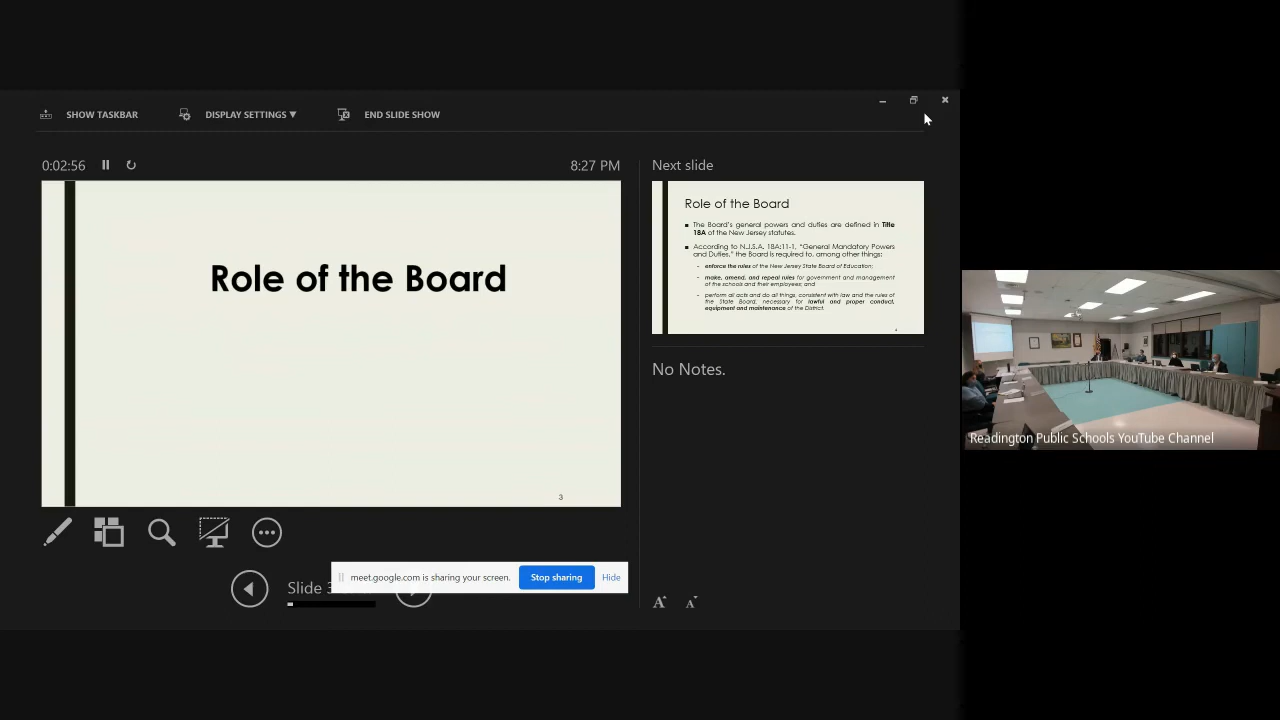 SHOW TASKBAR
DISPLAY SETTINGS ▼
END SLIDE SHOW
0:02:56
8:27 PM
Next slide
Role of the Board
3
Role of the Board
The Board's general powers and duties are defined in Title
18A of the New Jersey statutes.
According to N.J.S.A. 18A:11-1, "General Mandatory Powers
and Duties," the Board is required to, among other things:
- enforce the rules of the New Jersey State Board of Education;
- make, amend, and repeal rules for government and management
of the schools and their employees; and
- perform all acts and do all things, consistent with law and the rules of
the State Board, necessary for lawful and proper conduct,
equipment and maintenance of the District.
4
No Notes.
meet.google.com is sharing your screen.
Stop sharing
Hide
Slide 3
A A
Readington Public Schools YouTube Channel